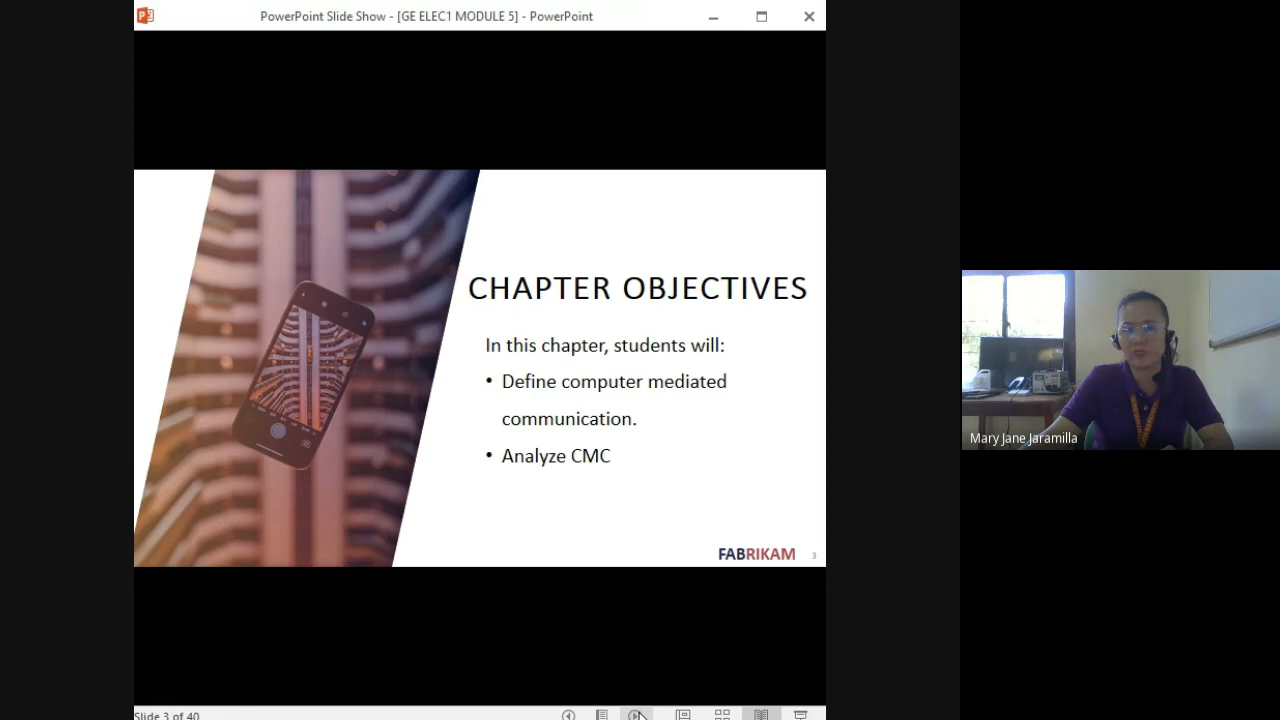 PowerPoint Slide Show - [GE ELEC1 MODULE 5] - PowerPoint
CHAPTER OBJECTIVES
In this chapter, students will:
• Define computer mediated
communication.
• Analyze CMC
FABRIKAM 3
Mary Jane Jaramilla
Slide 3 of 40